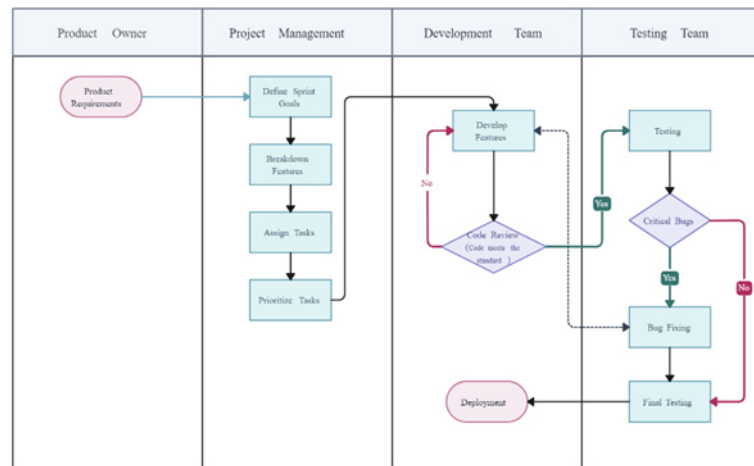 Product Owner
Project Management
Development Team
Testing Team
Product
Requirements
Define Sprint
Goals
Breakdown
Features
Assign Tasks
Prioritize Tasks
Develop
Features
No
Code Review
(Code meets the
standard )
Yes
Testing
Critical Bugs
Yes
No
Bug Fixing
Final Testing
Deployment